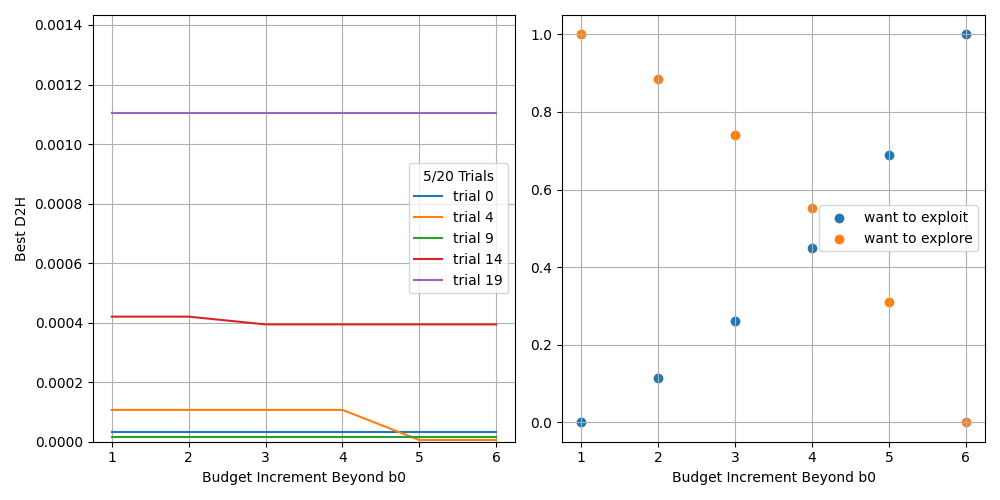 0.0014
0.0012
0.0010
0.0008
0.0006
0.0004
0.0002
0.0000
Best D2H
1 2 3 4 5 6
Budget Increment Beyond b0
5/20 Trials
trial 0
trial 4
trial 9
trial 14
trial 19
1.0
0.8
0.6
0.4
0.2
0.0
1 2 3 4 5 6
Budget Increment Beyond b0
want to exploit
want to explore